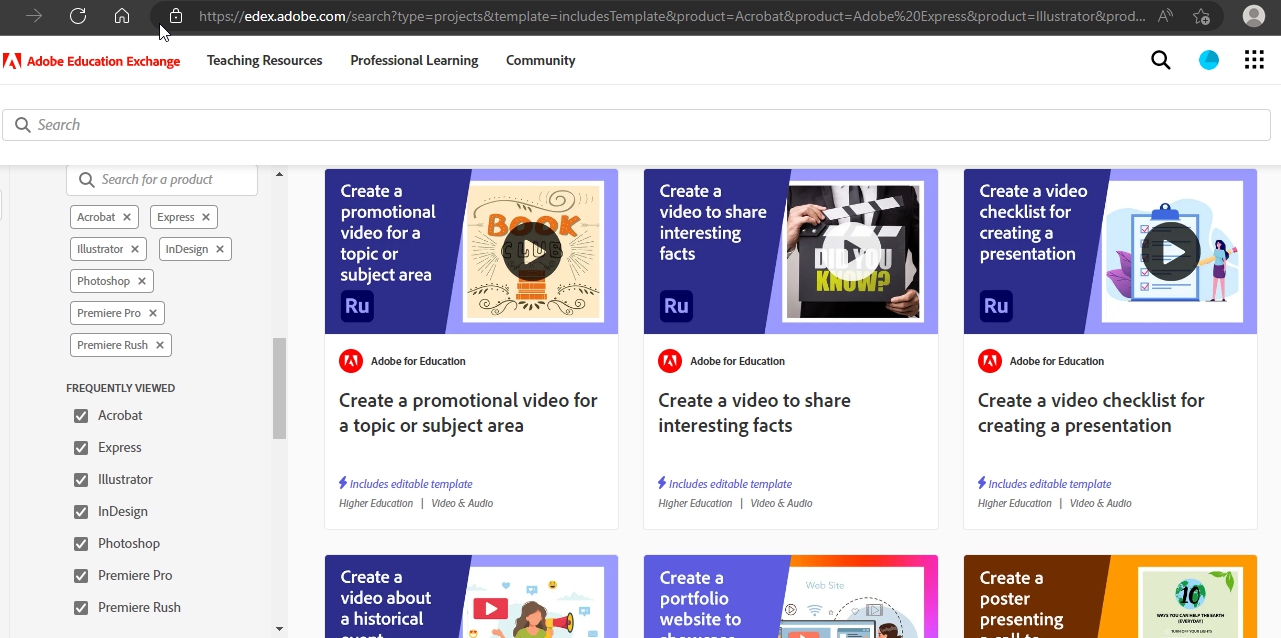 https://edex.adobe.com/search?type=projects&template=includesTemplate&product=Acrobat&product=Adobe%20Express&product=Illustrator&prod...
Adobe Education Exchange
Teaching Resources
Professional Learning
Community
Search
Search for a product
Acrobat ×
Express ×
Illustrator ×
InDesign ×
Photoshop ×
Premiere Pro ×
Premiere Rush ×
FREQUENTLY VIEWED
Acrobat
Express
Illustrator
InDesign
Photoshop
Premiere Pro
Premiere Rush
Create a
promotional
video for a
topic or
subject area
Ru
BOOK
CLUB
Adobe for Education
Create a promotional video for
a topic or subject area
Includes editable template
Higher Education | Video & Audio
Create a
video to share
interesting
facts
Ru
DID YOU
KNOW?
Adobe for Education
Create a video to share
interesting facts
Includes editable template
Higher Education | Video & Audio
Create a video
checklist for
creating a
presentation
Ru
Adobe for Education
Create a video checklist for
creating a presentation
Includes editable template
Higher Education | Video & Audio
Create a
video about
a historical
event
Create a
portfolio
website to
showcase
Web Site
Create a
poster
presenting
a call to
10
WAYS YOU CAN HELP THE EARTH
(EVERYDAY)
TURN OFF YOUR LIGHTS